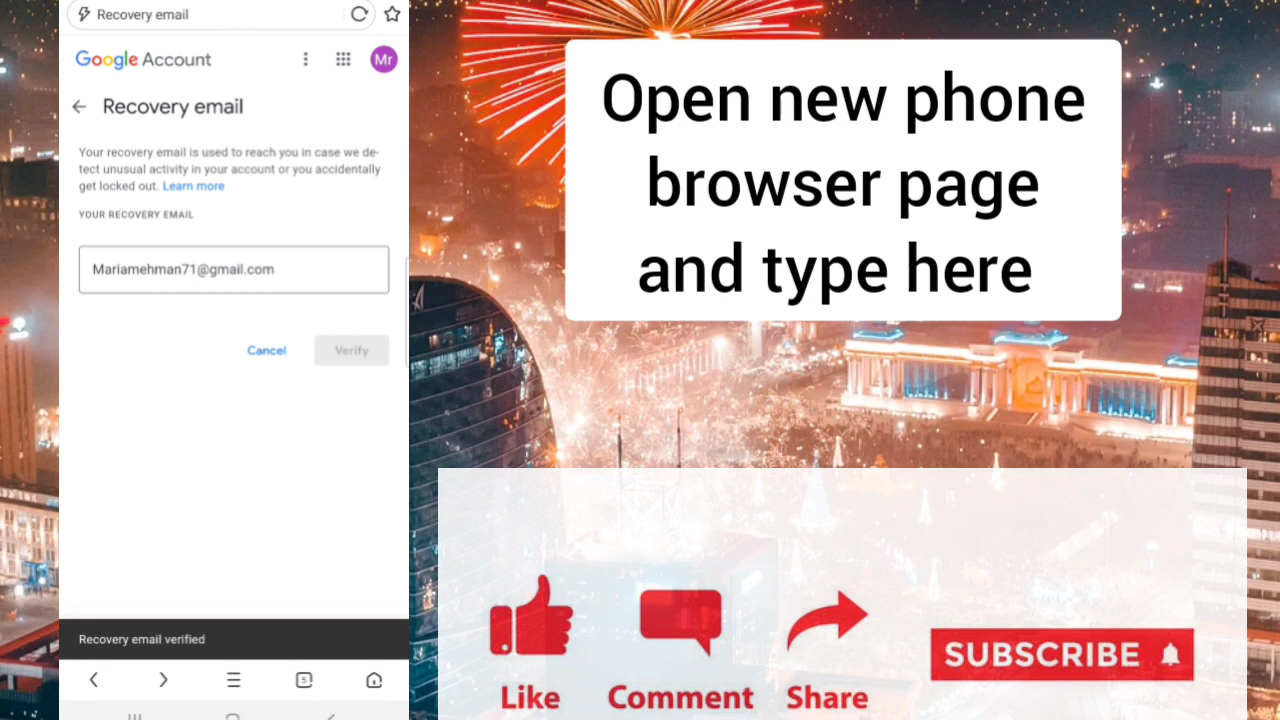 Recovery email
Google Account
Mr
Recovery email
Your recovery email is used to reach you in case we de-
tect unusual activity in your account or you accidentally
get locked out. Learn more
YOUR RECOVERY EMAIL
Mariamehman71@gmail.com
Cancel
Verify
Recovery email verified
5
Open new phone
browser page
and type here
Like
Comment
Share
SUBSCRIBE